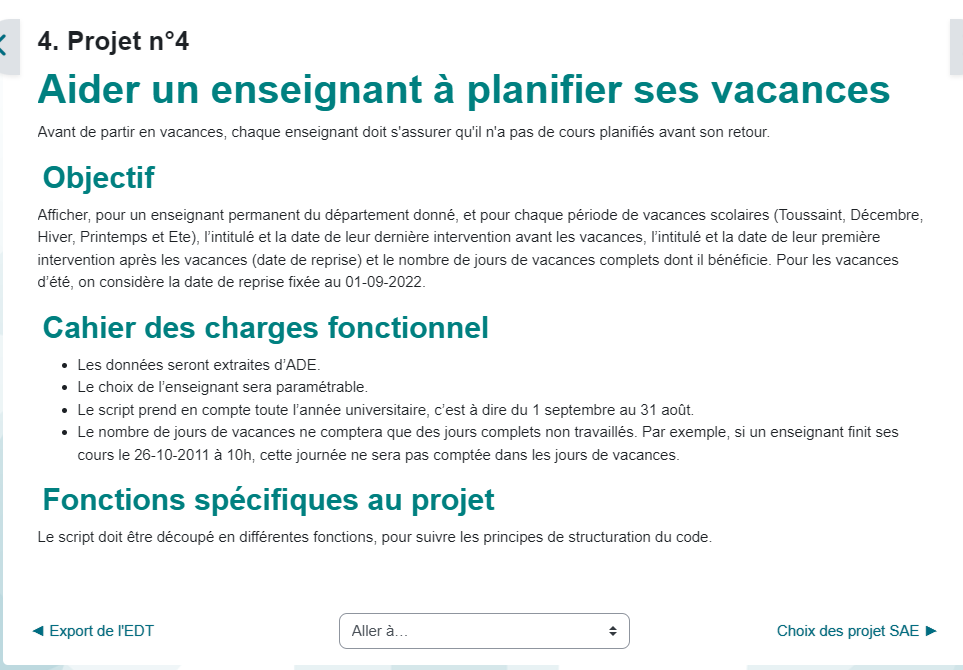 4. Projet n°4
Aider un enseignant à planifier ses vacances
Avant de partir en vacances, chaque enseignant doit s'assurer qu'il n'a pas de cours planifiés avant son retour.
Objectif
Afficher, pour un enseignant permanent du département donné, et pour chaque période de vacances scolaires (Toussaint, Décembre,
Hiver, Printemps et Ete), l’intitulé et la date de leur dernière intervention avant les vacances, l’intitulé et la date de leur première
intervention après les vacances (date de reprise) et le nombre de jours de vacances complets dont il bénéficie. Pour les vacances
d’été, on considère la date de reprise fixée au 01-09-2022.
Cahier des charges fonctionnel
• Les données seront extraites d’ADE.
• Le choix de l’enseignant sera paramétrable.
• Le script prend en compte toute l’année universitaire, c’est à dire du 1 septembre au 31 août.
• Le nombre de jours de vacances ne comptera que des jours complets non travaillés. Par exemple, si un enseignant finit ses
cours le 26-10-2011 à 10h, cette journée ne sera pas comptée dans les jours de vacances.
Fonctions spécifiques au projet
Le script doit être découpé en différentes fonctions, pour suivre les principes de structuration du code.
◄ Export de l'EDT
Aller à…
Choix des projet SAE ►